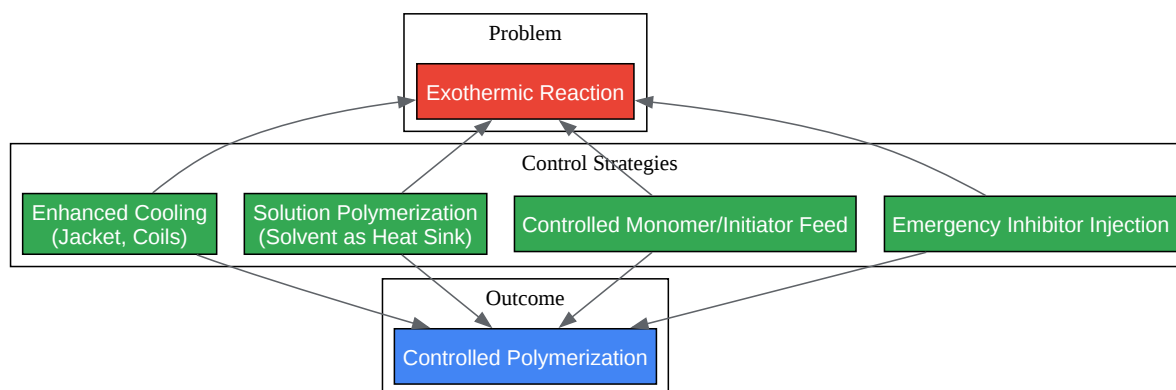 Problem
Exothermic Reaction
Control Strategies
Enhanced Cooling
(Jacket, Coils)
Solution Polymerization
(Solvent as Heat Sink)
Controlled Monomer/Initiator Feed
Emergency Inhibitor Injection
Outcome
Controlled Polymerization